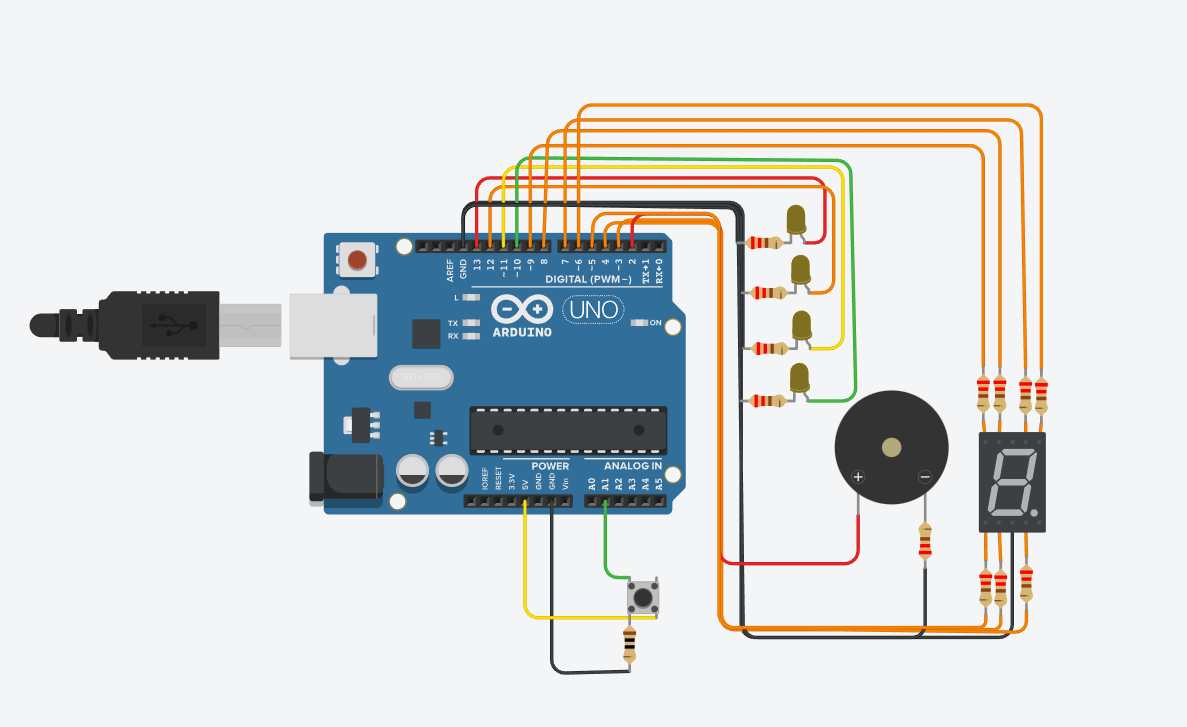 AREF
GND
13
12
~11
~10
~9
8
7
~6
~5
4
~3
2
TX→1
RX←0
DIGITAL (PWM~)
L
TX
RX
ARDUINO
UNO
ON
IOREF
RESET
3.3V
5V
GND
GND
Vin
POWER
ANALOG IN
A0
A1
A2
A3
A4
A5